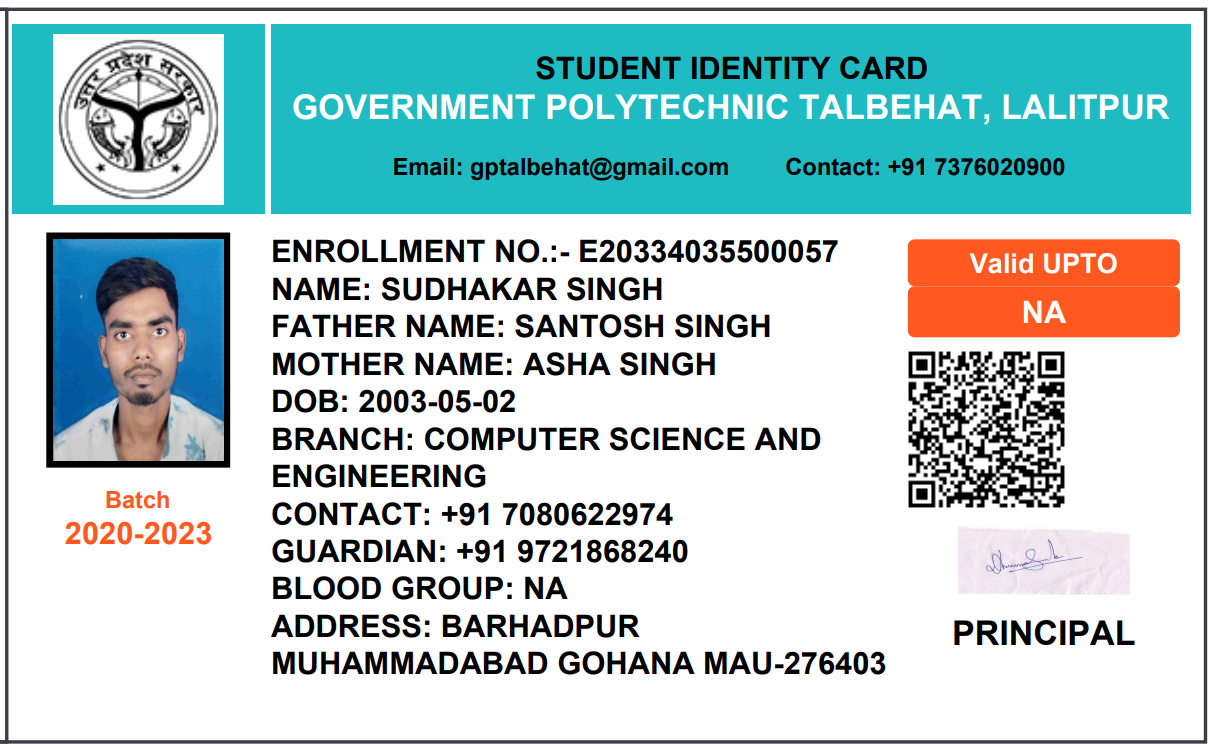 उत्तर प्रदेश सरकार
STUDENT IDENTITY CARD
GOVERNMENT POLYTECHNIC TALBEHAT, LALITPUR
Email: gptalbehat@gmail.com Contact: +91 7376020900
ENROLLMENT NO.:- E20334035500057
NAME: SUDHAKAR SINGH
FATHER NAME: SANTOSH SINGH
MOTHER NAME: ASHA SINGH
DOB: 2003-05-02
BRANCH: COMPUTER SCIENCE AND
ENGINEERING
CONTACT: +91 7080622974
GUARDIAN: +91 9721868240
BLOOD GROUP: NA
ADDRESS: BARHADPUR
MUHAMMADABAD GOHANA MAU-276403
Batch
2020-2023
Valid UPTO
NA
PRINCIPAL